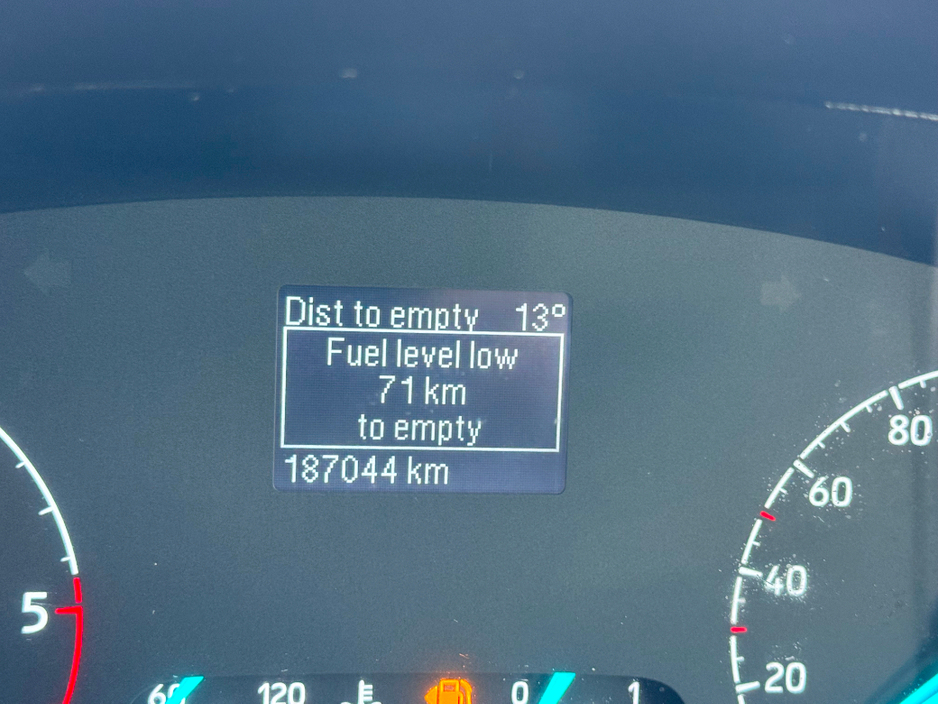 Dist to empty 13°
Fuel level low
71 km
to empty
187044 km
80
60
40
5
20
60 120 0 1